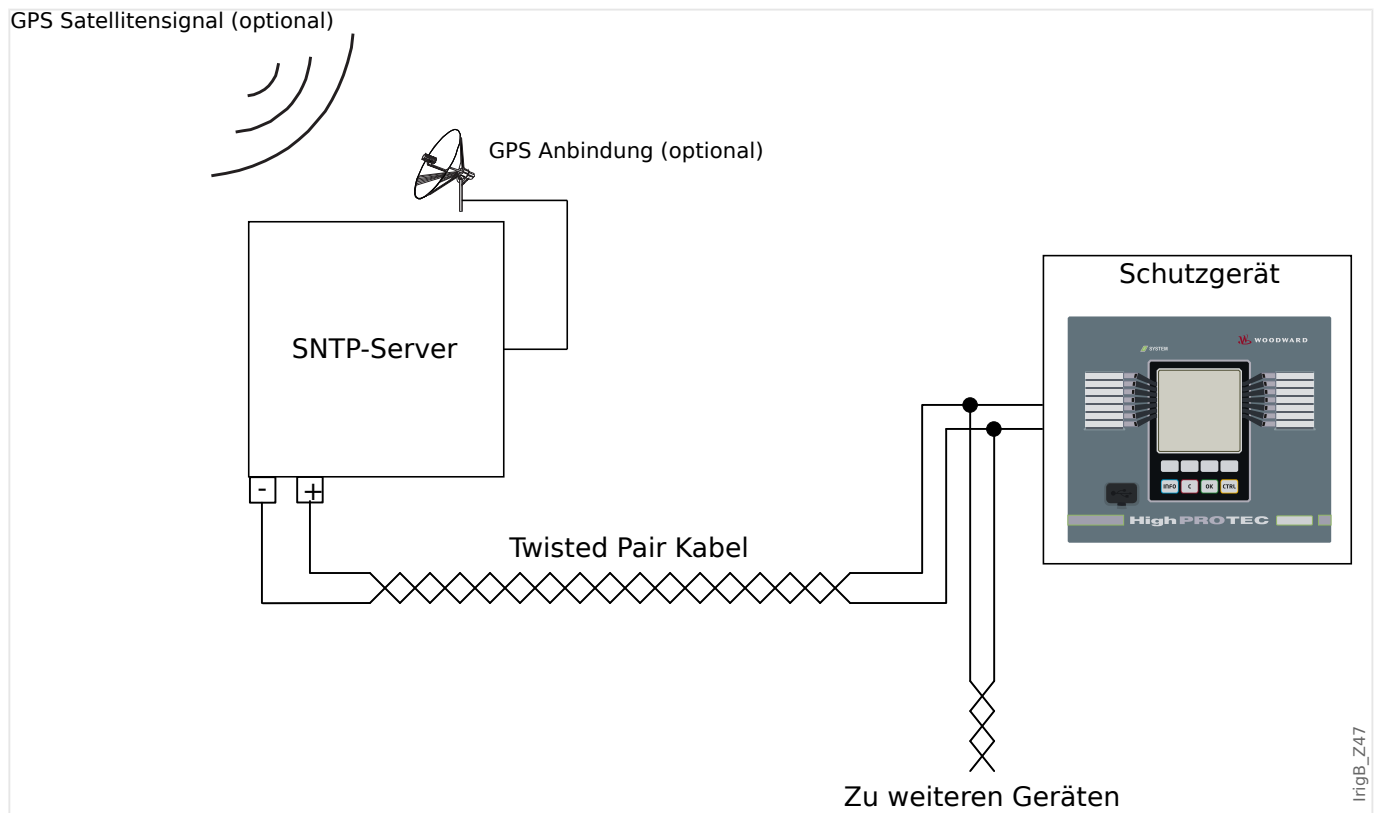 GPS Satellitensignal (optional)
GPS Anbindung (optional)
SNTP-Server
- +
Schutzgerät
WOODWARD
SYSTEM
INFO C OK CTRL
HighPROTEC
Twisted Pair Kabel
Zu weiteren Geräten
IrigB_Z47